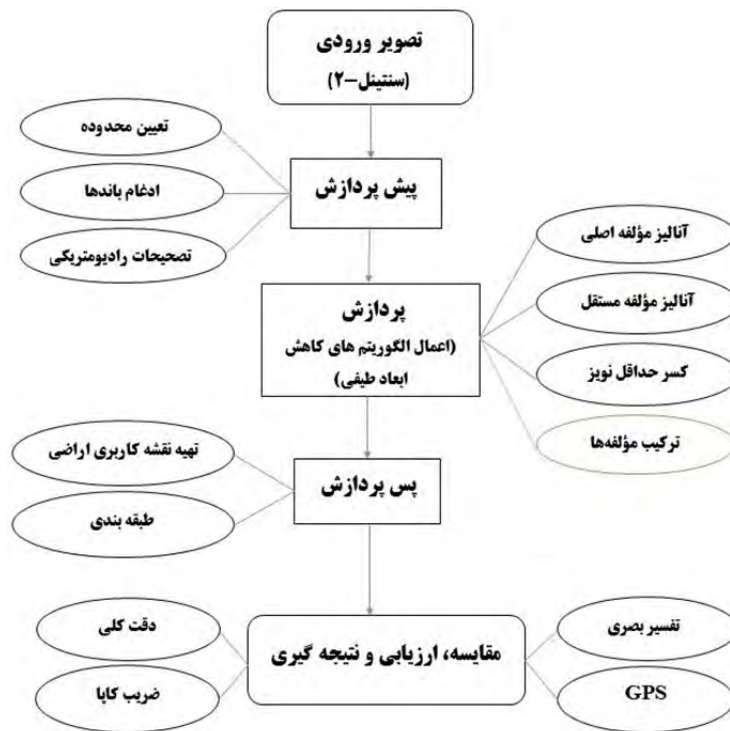 تصویر ورودی
(سنتینل-۲)
تعیین محدوده
ادغام باندها
تصحیحات رادیومتریکی
پیش پردازش
آنالیز مؤلفه اصلی
آنالیز مؤلفه مستقل
کسر حداقل نویز
ترکیب مؤلفه‌ها
پردازش
(اعمال الگوریتم های کاهش
ابعاد طیفی)
تهیه نقشه کاربری اراضی
طبقه بندی
پس پردازش
دقت کلی
ضریب کاپا
مقایسه، ارزیابی و نتیجه گیری
تفسیر بصری
GPS